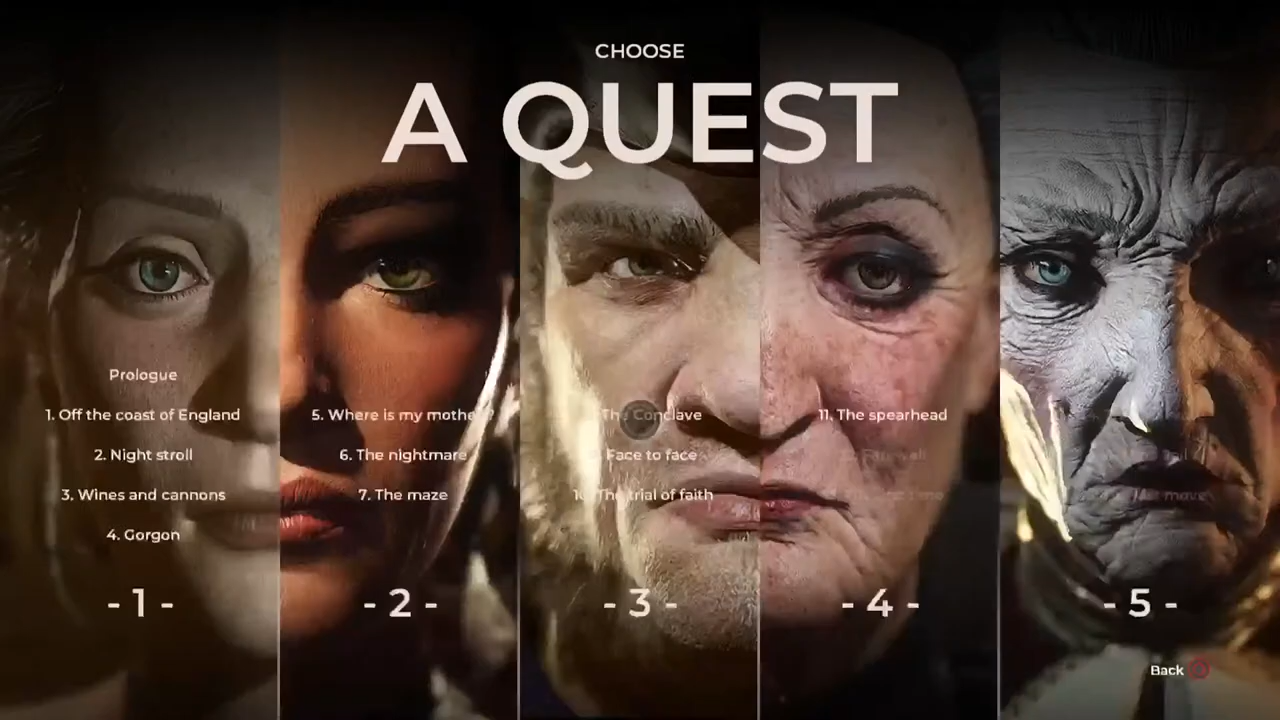 CHOOSE
A QUEST
Prologue
1. Off the coast of England
2. Night stroll
3. Wines and cannons
4. Gorgon
- 1 -
5. Where is my mother?
6. The nightmare
7. The maze
- 2 -
The Conclave
Face to face
10. The trial of faith
- 3 -
11. The spearhead
- 4 -
- 5 -
Back